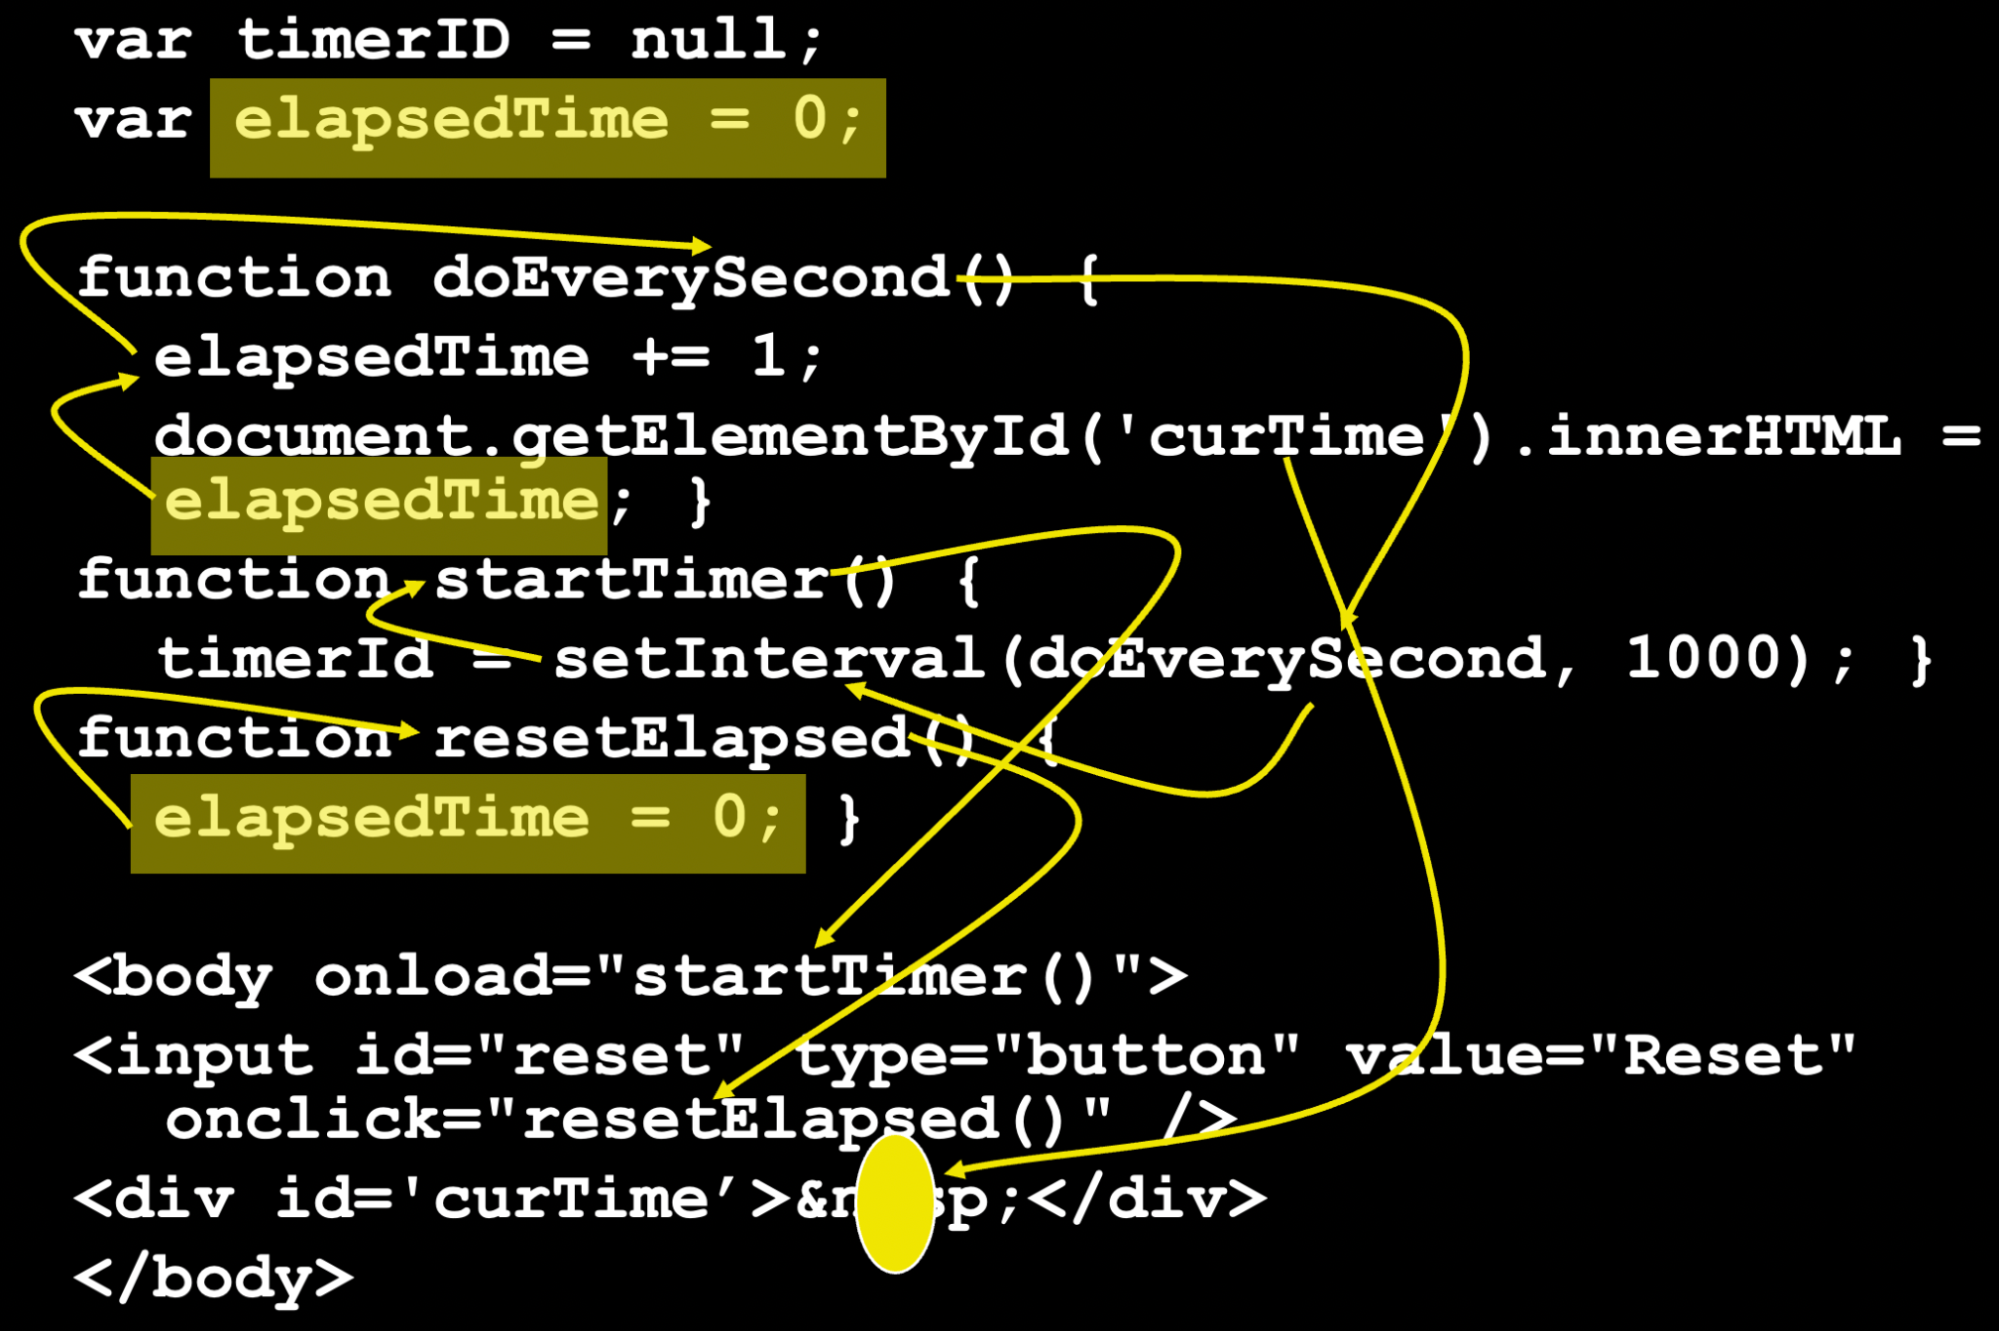 var timerID = null;
var elapsedTime = 0;
function doEverySecond() {
elapsedTime += 1;
document.getElementById('curTime').innerHTML =
elapsedTime; }
function startTimer() {
timerId = setInterval(doEverySecond, 1000); }
function resetElapsed() {
elapsedTime = 0; }
<body onload="startTimer()">
<input id="reset" type="button" value="Reset"
onclick="resetElapsed()" />
<div id='curTime’></div>
</body>